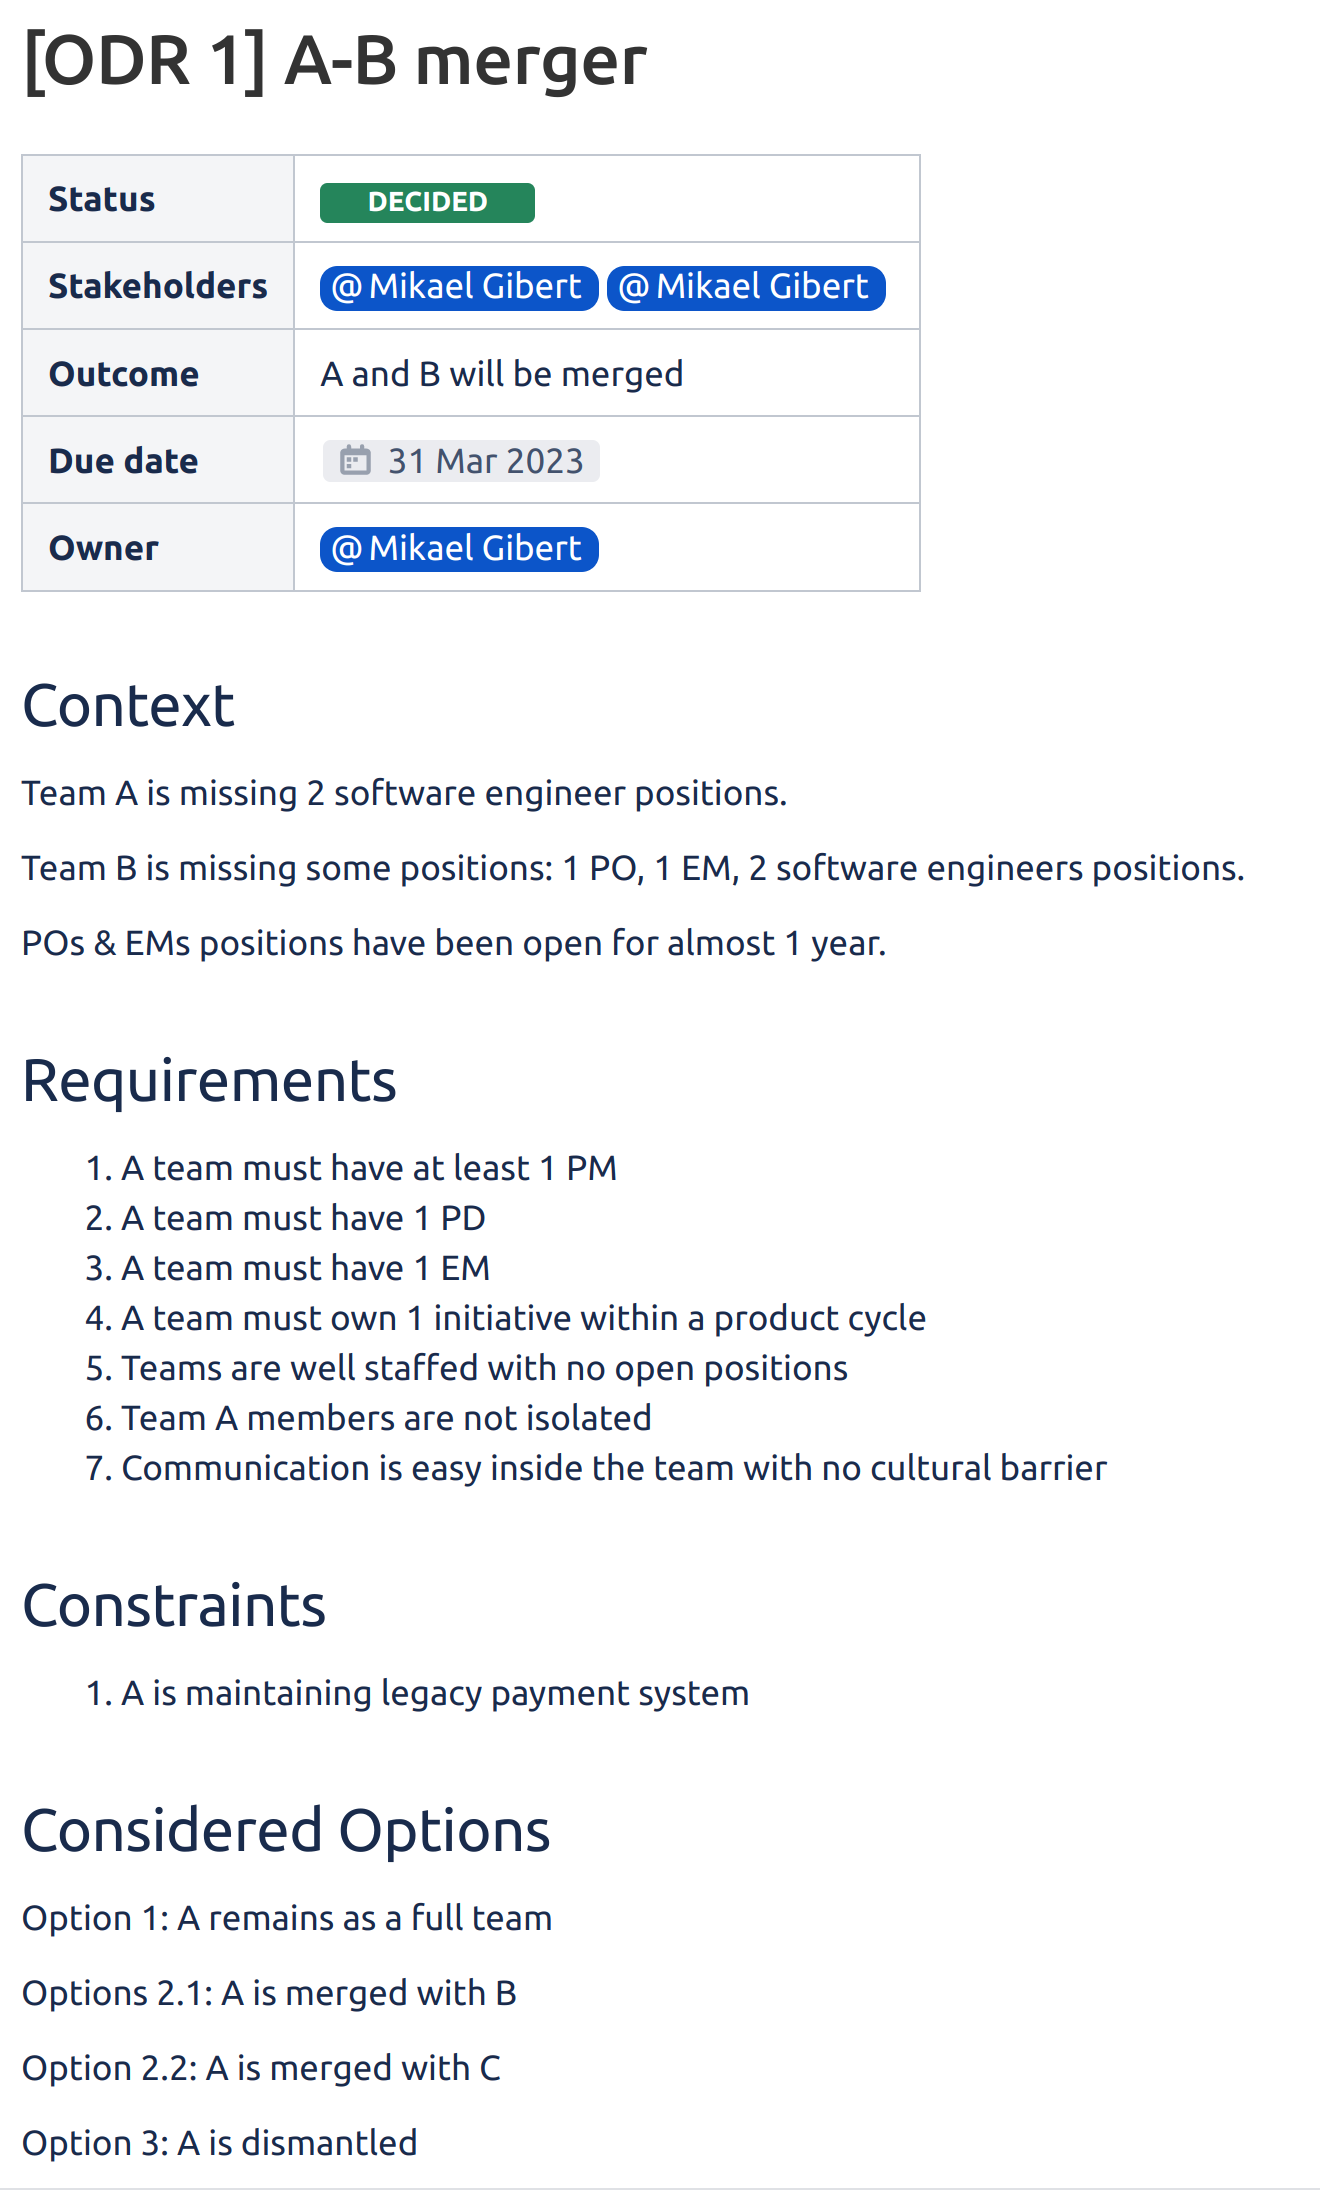 [ODR 1] A-B merger
Status DECIDED
Stakeholders @Mikael Gibert @Mikael Gibert
Outcome A and B will be merged
Due date 31 Mar 2023
Owner @Mikael Gibert
Context
Team A is missing 2 software engineer positions.
Team B is missing some positions: 1 PO, 1 EM, 2 software engineers positions.
POs & EMs positions have been open for almost 1 year.
Requirements
1. A team must have at least 1 PM
2. A team must have 1 PD
3. A team must have 1 EM
4. A team must own 1 initiative within a product cycle
5. Teams are well staffed with no open positions
6. Team A members are not isolated
7. Communication is easy inside the team with no cultural barrier
Constraints
1. A is maintaining legacy payment system
Considered Options
Option 1: A remains as a full team
Options 2.1: A is merged with B
Option 2.2: A is merged with C
Option 3: A is dismantled